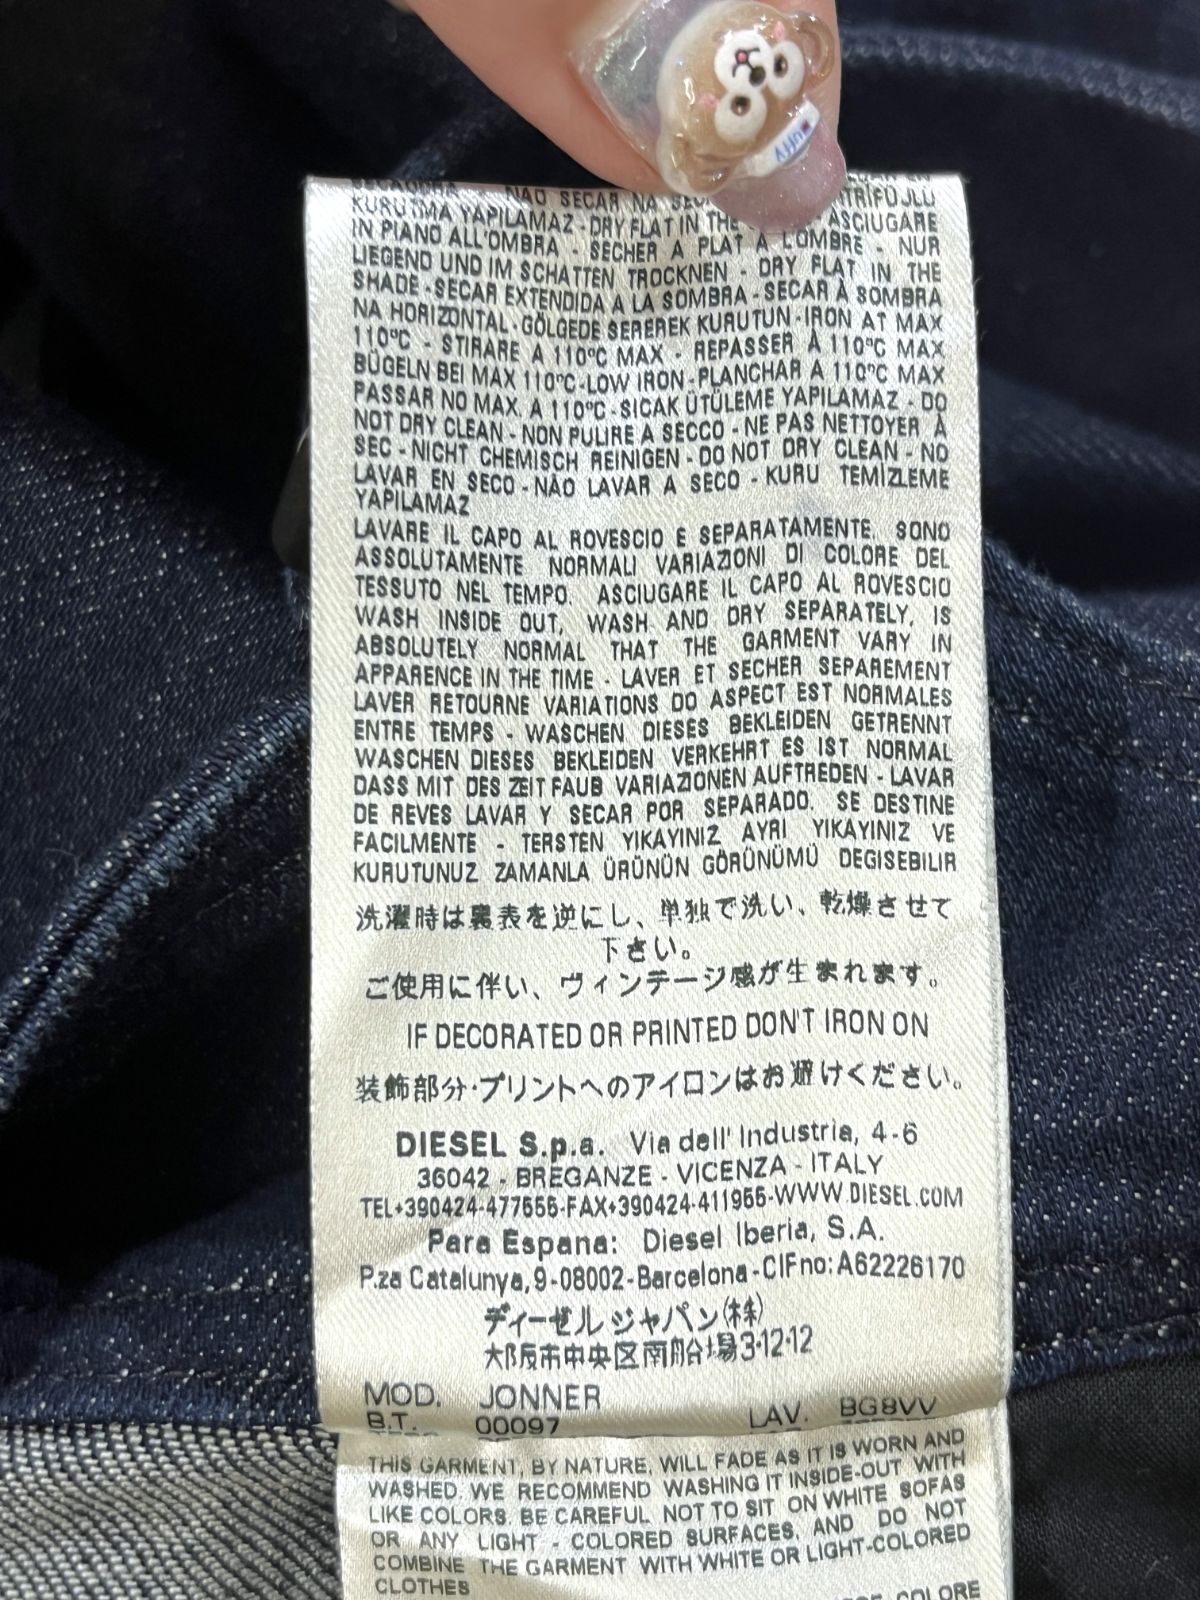 NAO SECAR NA
KURUTMA YAPILAMAZ - DRY FLAT IN THE ASCIUGARE
IN PIANO ALL'OMBRA - SECHER A PLAT A L'OMBRE - NUR
LIEGEND UND IM SCHATTEN TROCKNEN - DRY FLAT IN THE
SHADE - SECAR EXTENDIDA A LA SOMBRA - SECAR À SOMBRA
NA HORIZONTAL - GÖLGEDE SEREREK KURUTUN - IRON AT MAX
110°C - STIRARE A 110°C MAX - REPASSER À 110°C MAX
BÜGELN BEI MAX 110°C - LOW IRON - PLANCHAR A 110°C MAX
PASSAR NO MAX. A 110°C - SICAK ÜTÜLEME YAPILAMAZ - DO
NOT DRY CLEAN - NON PULIRE A SECCO - NE PAS NETTOYER À
SEC - NICHT CHEMISCH REINIGEN - DO NOT DRY CLEAN - NO
LAVAR EN SECO - NÃO LAVAR A SECO - KURU TEMIZLEME
YAPILAMAZ
LAVARE IL CAPO AL ROVESCIO E SEPARATAMENTE. SONO
ASSOLUTAMENTE NORMALI VARIAZIONI DI COLORE DEL
TESSUTO NEL TEMPO. ASCIUGARE IL CAPO AL ROVESCIO
WASH INSIDE OUT, WASH AND DRY SEPARATELY, IS
ABSOLUTELY NORMAL THAT THE GARMENT VARY IN
APPARENCE IN THE TIME - LAVER ET SECHER SEPAREMENT
LAVER RETOURNE VARIATIONS DO ASPECT EST NORMALES
ENTRE TEMPS - WASCHEN DIESES BEKLEIDEN GETRENNT
WASCHEN DIESES BEKLEIDEN VERKEHRT ES IST NORMAL
DASS MIT DES ZEIT FAUB VARIAZIONEN AUFTREDEN - LAVAR
DE REVES LAVAR Y SECAR POR SEPARADO. SE DESTINE
FACILMENTE - TERSTEN YIKAYINIZ AYRI YIKAYINIZ VE
KURUTUNUZ ZAMANLA ÜRÜNÜN GÖRÜNÜMÜ DEGISEBILIR
洗濯時は裏表を逆にし、単独で洗い、乾燥させて
下さい。
ご使用に伴い、ヴィンテージ感が生まれます。
IF DECORATED OR PRINTED DON'T IRON ON
装飾部分・プリントへのアイロンはお避けください。
DIESEL S.p.a. Via dell' Industria, 4-6
36042 - BREGANZE - VICENZA - ITALY
TEL+390424-477555-FAX+390424-411955-WWW.DIESEL.COM
Para Espana: Diesel Iberia, S.A.
P.za Catalunya, 9-08002-Barcelona-CIFno:A62226170
ディーゼル ジャパン(株)
大阪市中央区南船場3-12-12
MOD. JONNER
B.T. 00097 LAV. BG8VV
THIS GARMENT, BY NATURE, WILL FADE AS IT IS WORN AND
WASHED. WE RECOMMEND WASHING IT INSIDE-OUT WITH
LIKE COLORS. BE CAREFUL NOT TO SIT ON WHITE SOFAS
OR ANY LIGHT - COLORED SURFACES, AND DO NOT
COMBINE THE GARMENT WITH WHITE OR LIGHT-COLORED
CLOTHES
COLORE